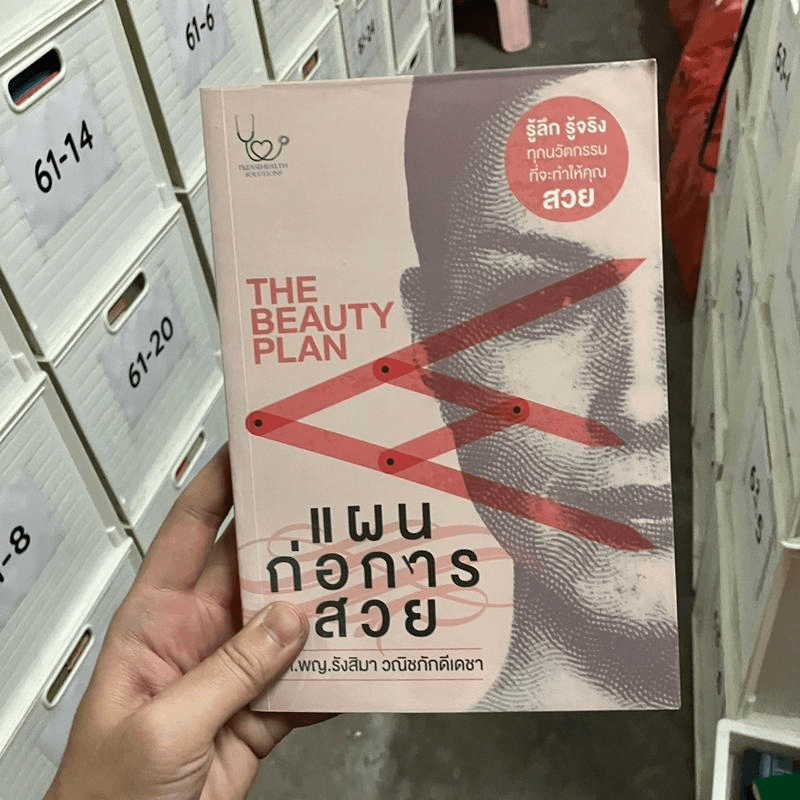 61-6
61-14
61-20
-8
PLEASEHEALTH
SOLUTIONS
รู้ลึก รู้จริง
ทุกนวัตกรรม
ที่จะทำให้คุณ
สวย
THE
BEAUTY
PLAN
แผน
ก่อการ
สวย
.พญ.รังสิมา วณิชภักดีเดชา